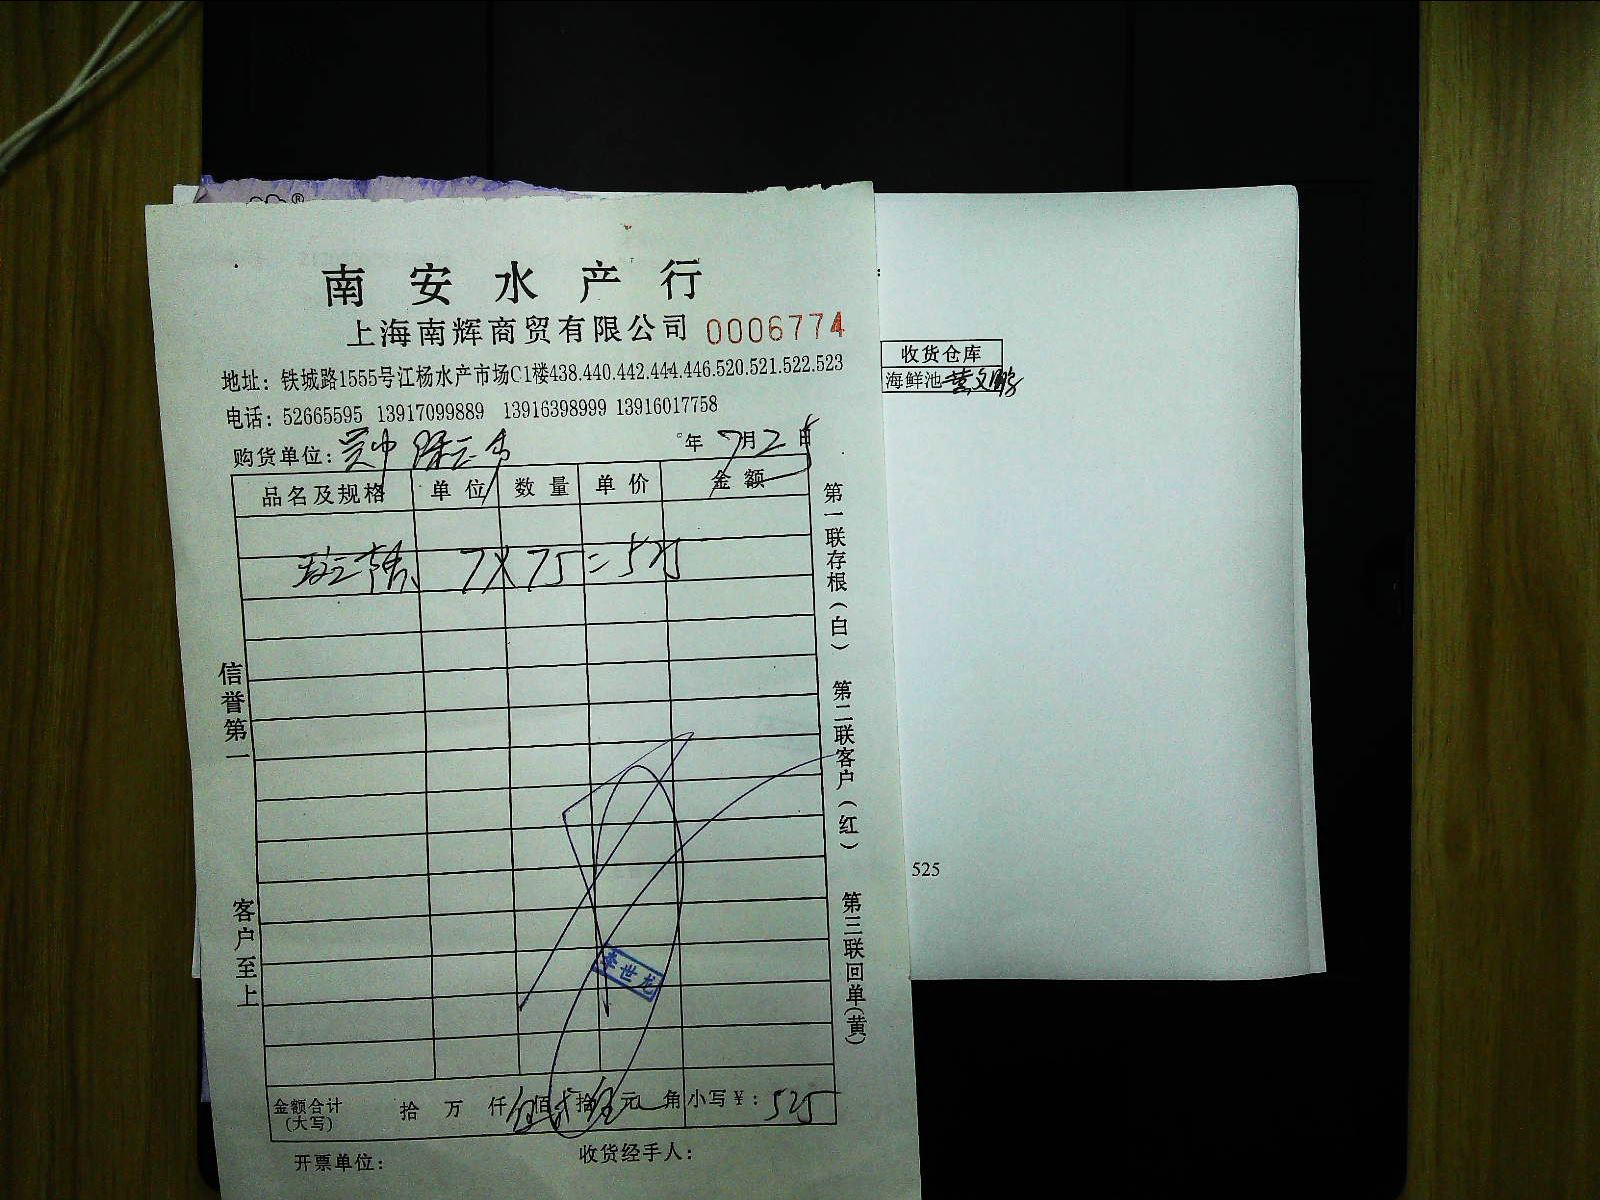 ®
南安水产行
上海南辉商贸有限公司 0006774
地址：铁城路1555号江杨水产市场C1楼438.440.442.444.446.520.521.522.523
电话：52665595 13917099889 13916398999 13916017758
购货单位： 年 7月2 日
品名及规格 单位 数量 单价 金额
7X75=525
信誉第一
客户至上
第一联存根（白）
第二联客户（红）
第三联回单（黄）
李世龙
金额合计（大写） 拾 万 仟 伍佰贰拾伍元 角 小写￥：525
开票单位： 收货经手人：
收货仓库
海鲜池
525